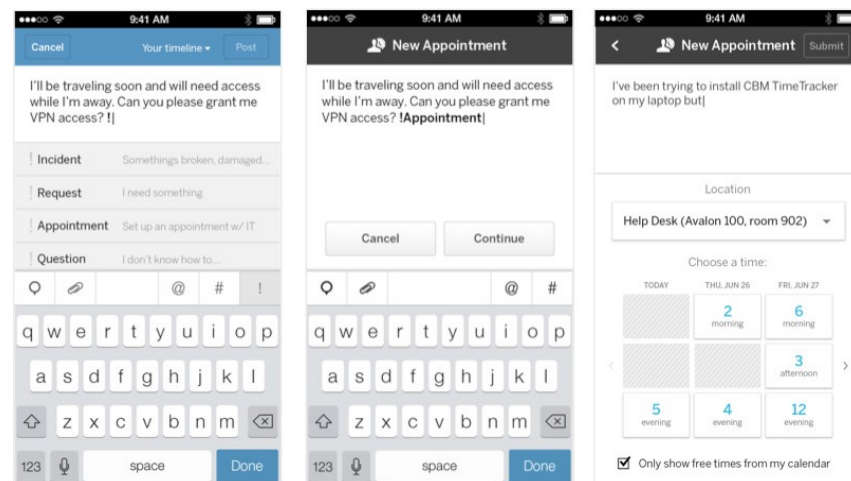 9:41 AM
Cancel
Your timeline
Post
I'll be traveling soon and will need access
while I'm away. Can you please grant me
VPN access? !
! Incident Somethings broken, damaged...
! Request I need something
! Appointment Set up an appointment w/ IT
! Question I don't know how to...
@ # !
q w e r t y u i o p
a s d f g h j k l
z x c v b n m
123 space Done
9:41 AM
New Appointment
I'll be traveling soon and will need access
while I'm away. Can you please grant me
VPN access? !Appointment
Cancel Continue
@ #
q w e r t y u i o p
a s d f g h j k l
z x c v b n m
123 space Done
9:41 AM
New Appointment Submit
I've been trying to install CBM TimeTracker
on my laptop but
Location
Help Desk (Avalon 100, room 902)
Choose a time:
TODAY THU, JUN 26 FRI, JUN 27
2 6
morning morning
3
afternoon
5 4 12
evening evening evening
Only show free times from my calendar